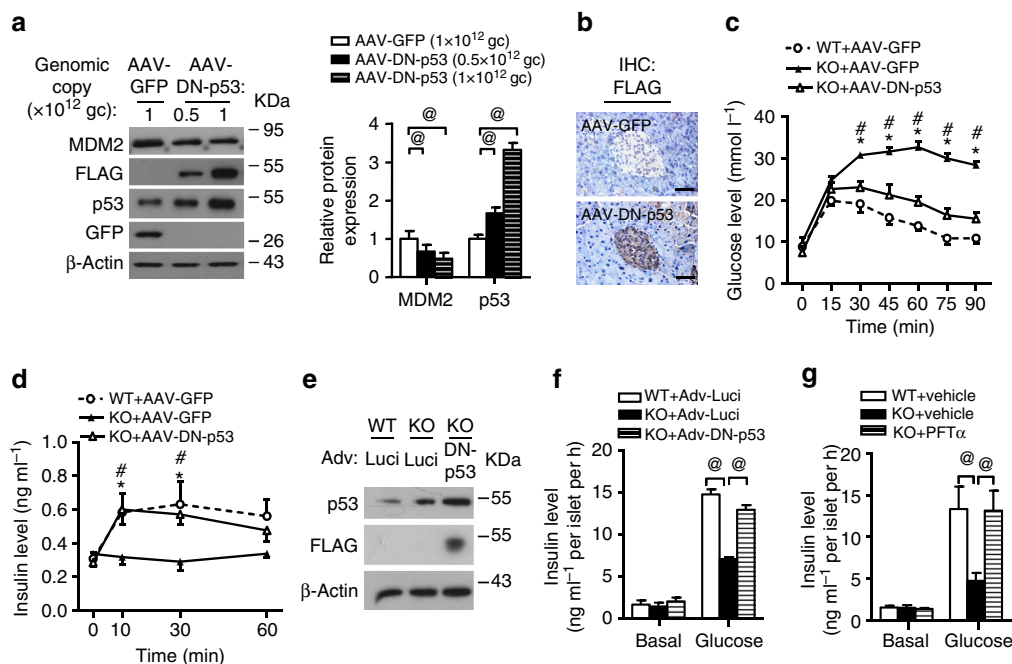 a
Genomic copy (×10¹² gc):
AAV-GFP
AAV-DN-p53:
1 0.5 1
KDa
MDM2
95
FLAG
55
p53
55
GFP
26
β-Actin
43
AAV-GFP (1×10¹² gc)
AAV-DN-p53 (0.5×10¹² gc)
AAV-DN-p53 (1×10¹² gc)
Relative protein expression
4
3
2
1
0
@
@
@
@
MDM2 p53
b
IHC:
FLAG
AAV-GFP
AAV-DN-p53
c
WT+AAV-GFP
KO+AAV-GFP
KO+AAV-DN-p53
Glucose level (mmol l⁻¹)
40
30
20
10
0
# # # # #
* * * * *
0 15 30 45 60 75 90
Time (min)
d
WT+AAV-GFP
KO+AAV-GFP
KO+AAV-DN-p53
Insulin level (ng ml⁻¹)
1.0
0.8
0.6
0.4
0.2
0.0
# #
* *
0 10 30 60
Time (min)
e
WT KO KO
Adv: Luci Luci DN-p53 KDa
p53
55
FLAG
55
β-Actin
43
f
WT+Adv-Luci
KO+Adv-Luci
KO+Adv-DN-p53
Insulin level
(ng ml⁻¹ per islet per h)
20
15
10
5
0
@ @
Basal Glucose
g
WT+vehicle
KO+vehicle
KO+PFTα
Insulin level
(ng ml⁻¹ per islet per h)
20
15
10
5
0
@ @
Basal Glucose